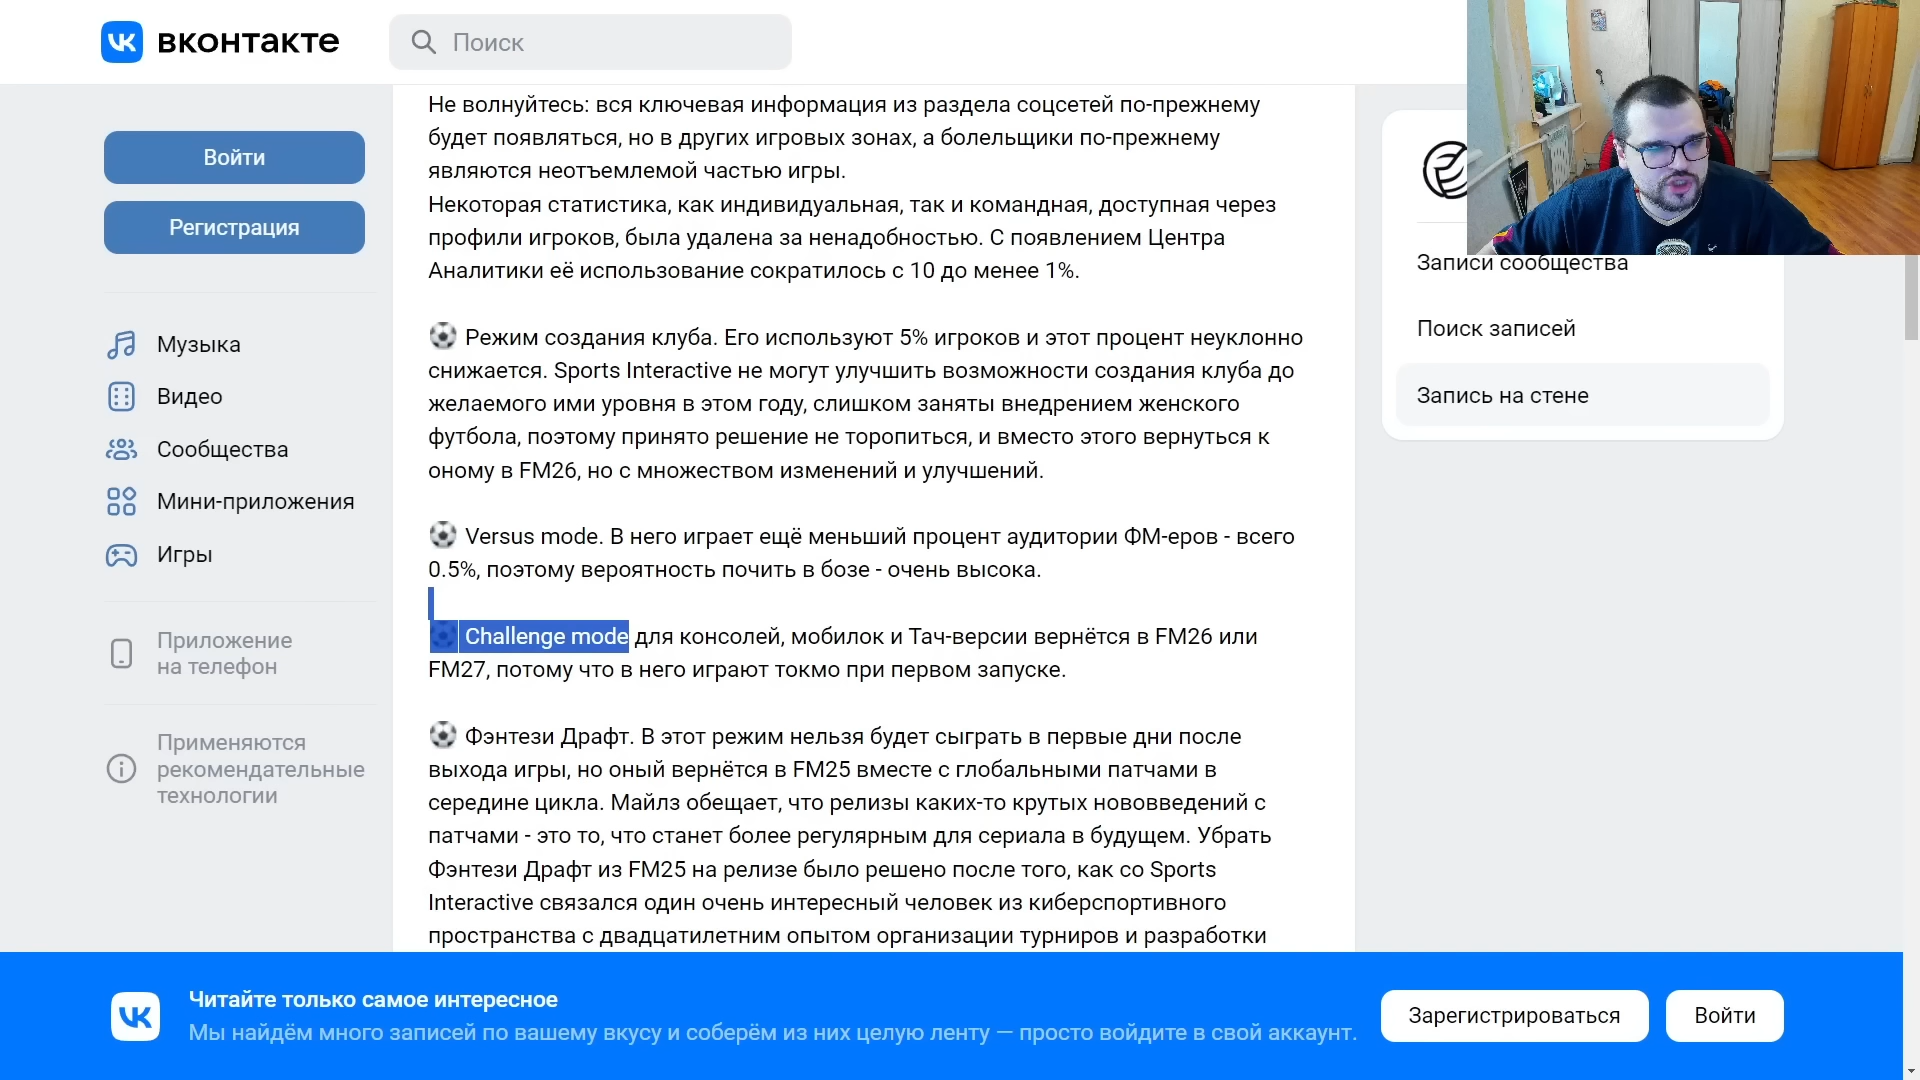 вконтакте
Поиск
Войти
Регистрация
Музыка
Видео
Сообщества
Мини-приложения
Игры
Приложение
на телефон
Применяются
рекомендательные
технологии
Не волнуйтесь: вся ключевая информация из раздела соцсетей по-прежнему
будет появляться, но в других игровых зонах, а болельщики по-прежнему
являются неотъемлемой частью игры.
Некоторая статистика, как индивидуальная, так и командная, доступная через
профили игроков, была удалена за ненадобностью. С появлением Центра
Аналитики её использование сократилось с 10 до менее 1%.
Режим создания клуба. Его используют 5% игроков и этот процент неуклонно
снижается. Sports Interactive не могут улучшить возможности создания клуба до
желаемого ими уровня в этом году, слишком заняты внедрением женского
футбола, поэтому принято решение не торопиться, и вместо этого вернуться к
оному в FM26, но с множеством изменений и улучшений.
Versus mode. В него играет ещё меньший процент аудитории ФМ-еров - всего
0.5%, поэтому вероятность почить в бозе - очень высока.
Challenge mode для консолей, мобилок и Тач-версии вернётся в FM26 или
FM27, потому что в него играют токмо при первом запуске.
Фэнтези Драфт. В этот режим нельзя будет сыграть в первые дни после
выхода игры, но оный вернётся в FM25 вместе с глобальными патчами в
середине цикла. Майлз обещает, что релизы каких-то крутых нововведений с
патчами - это то, что станет более регулярным для сериала в будущем. Убрать
Фэнтези Драфт из FM25 на релизе было решено после того, как со Sports
Interactive связался один очень интересный человек из киберспортивного
пространства с двадцатилетним опытом организации турниров и разработки
Записи сообщества
Поиск записей
Запись на стене
Читайте только самое интересное
Мы найдём много записей по вашему вкусу и соберём из них целую ленту — просто войдите в свой аккаунт.
Зарегистрироваться
Войти